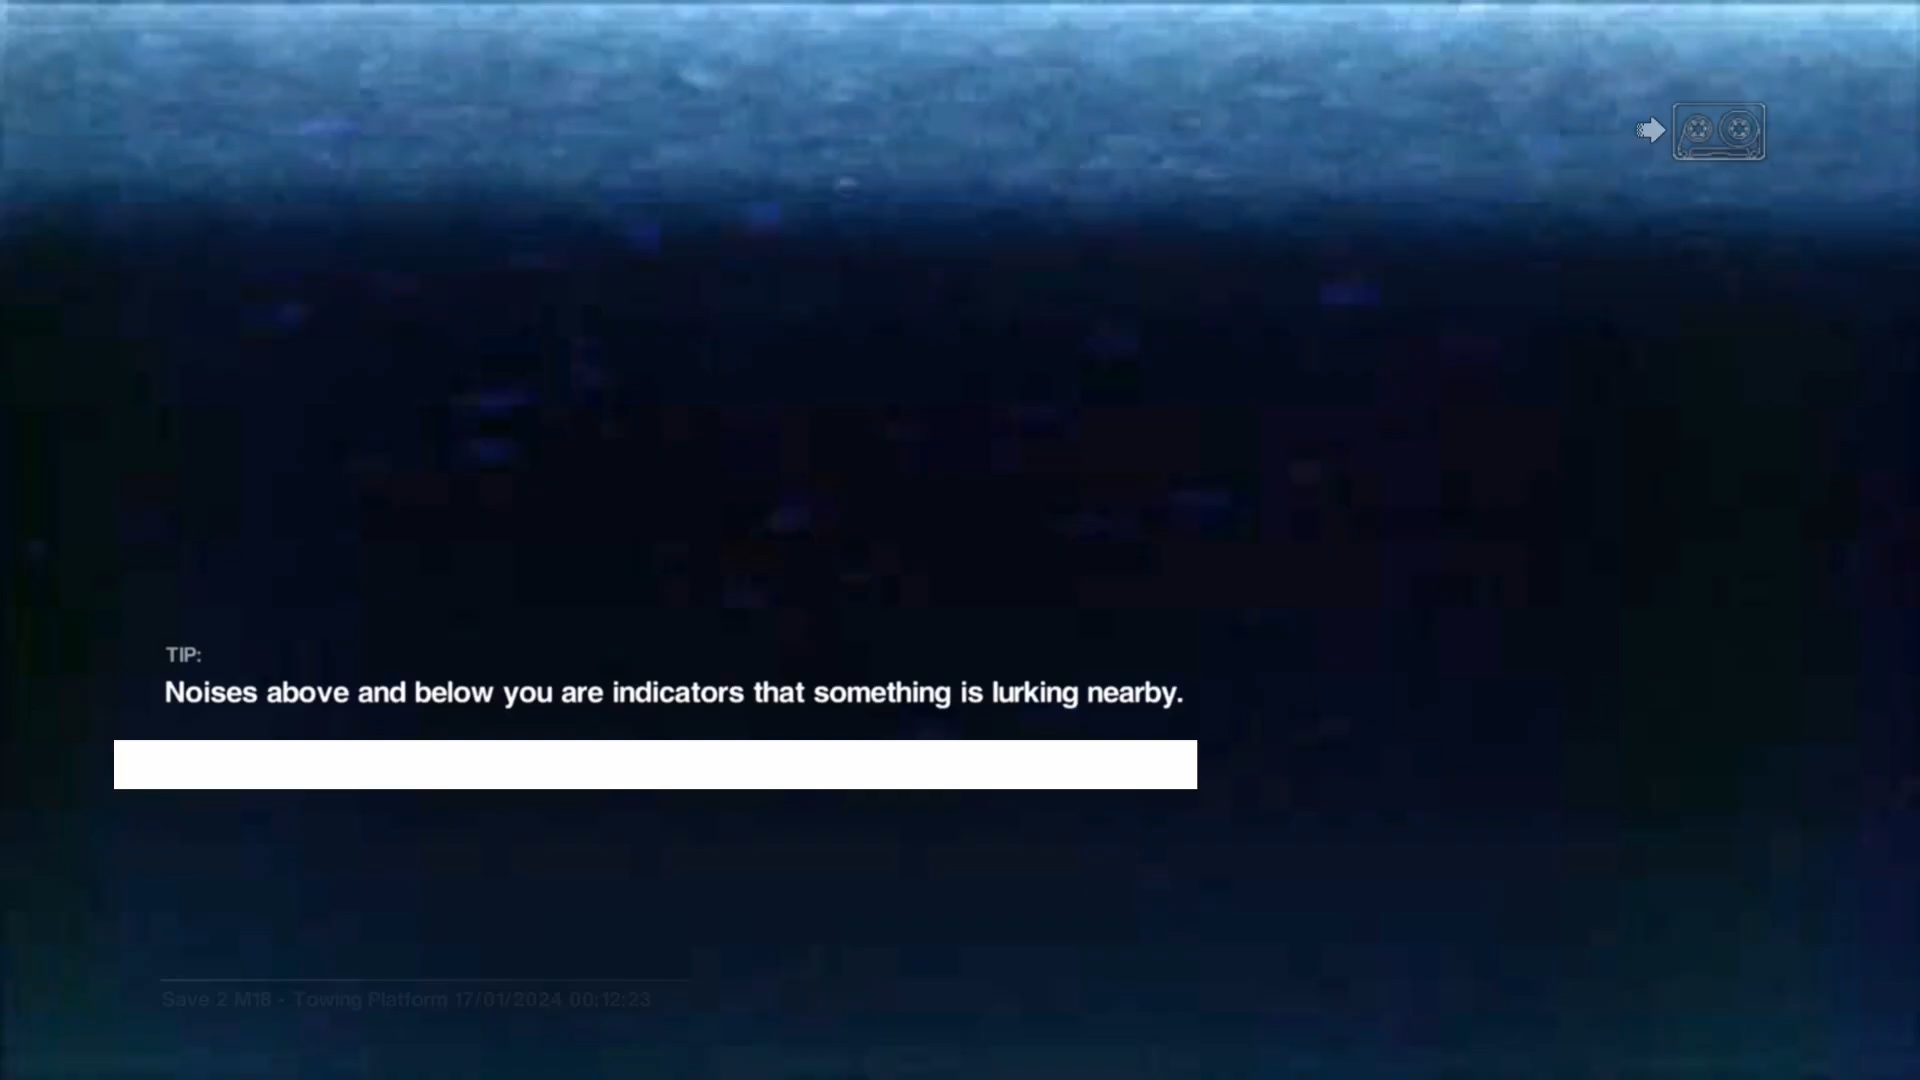 TIP:
Noises above and below you are indicators that something is lurking nearby.
Save 2 M18 - Towing Platform 17/01/2024 00:12:23